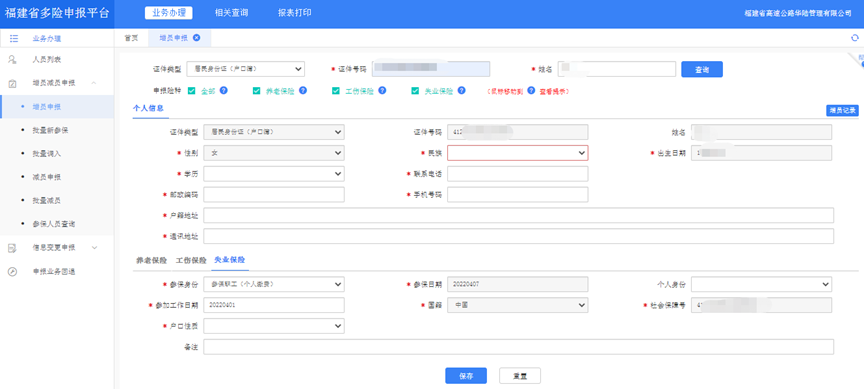 福建省多险申报平台 业务办理 相关查询 报表打印 福建省高速公路华陆管理有限公司
业务办理 首页 增员申报
人员列表
增员减员申报
增员申报
批量新参保
批量调入
减员申报
批量减员
参保人员查询
信息变更申报
申报业务回退
证件类型 居民身份证（户口簿） * 证件号码 * 姓名 查询
申报险种 全部 ? 养老保险 ? 工伤保险 ? 失业保险 ? （鼠标移动到 ? 查看提示）
个人信息 增员记录
证件类型 居民身份证（户口簿） 证件号码 41 姓名
* 性别 女 * 民族 * 出生日期 1
* 学历 * 联系电话
* 邮政编码 * 手机号码
* 户籍地址
* 通讯地址
养老保险 工伤保险 失业保险
* 参保身份 参保职工（个人缴费） * 参保日期 20220407 个人身份
* 参加工作日期 20220401 * 国籍 中国 * 社会保障号 4
* 户口性质
备注
保存 重置